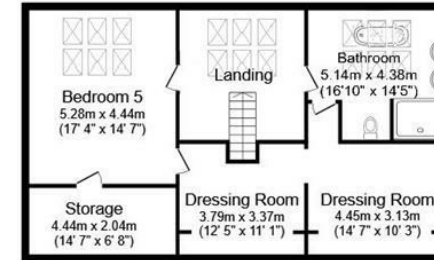 Bedroom 5
5.28m x 4.44m
(17' 4" x 14' 7")
Landing
Bathroom
5.14m x 4.38m
(16'10" x 14'5")
Storage
4.44m x 2.04m
(14' 7"x 6' 8")
Dressing Room
3.79m x 3.37m
(12' 5" x 11' 1")
Dressing Room
4.45m x 3.13m
(14' 7"x 10' 3")